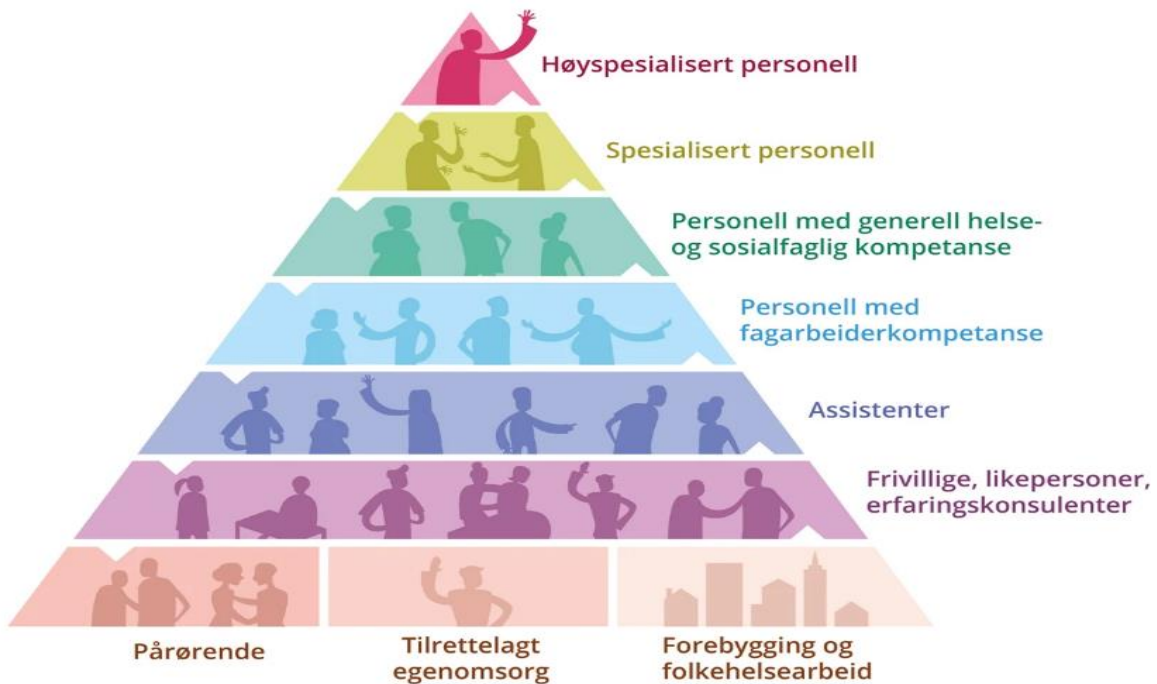 Høyspesialisert personell
Spesialisert personell
Personell med generell helse-
og sosialfaglig kompetanse
Personell med
fagarbeiderkompetanse
Assistenter
Frivillige, likepersoner,
erfaringskonsulenter
Pårørende
Tilrettelagt
egenomsorg
Forebygging og
folkehelsearbeid